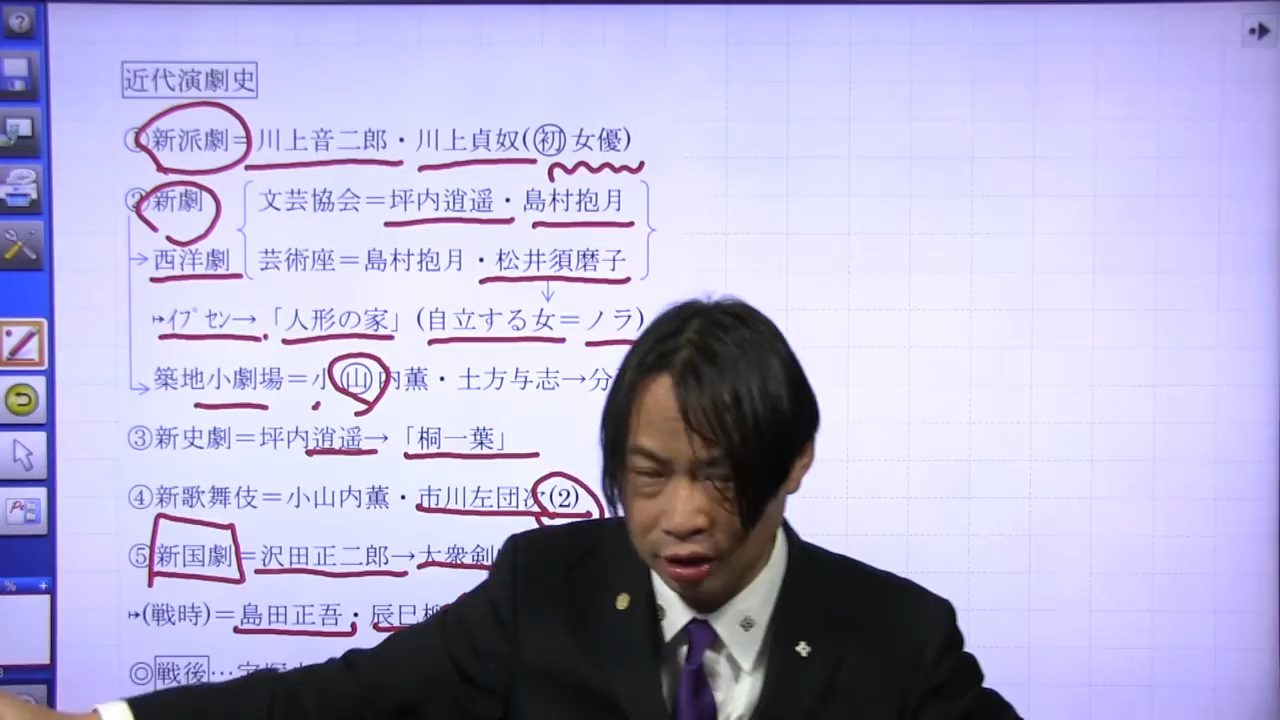 近代演劇史
①新派劇＝川上音二郎・川上貞奴(初女優)
②新劇 文芸協会＝坪内逍遥・島村抱月
→西洋劇 芸術座＝島村抱月・松井須磨子
↦ｲﾌﾟｾﾝ→「人形の家」(自立する女＝ノラ)
築地小劇場＝小山内薫・土方与志→分
③新史劇＝坪内逍遥→「桐一葉」
④新歌舞伎＝小山内薫・市川左団次(2)
⑤新国劇＝沢田正二郎→大衆剣
↦(戦時)＝島田正吾・辰巳柳
◎戦後…